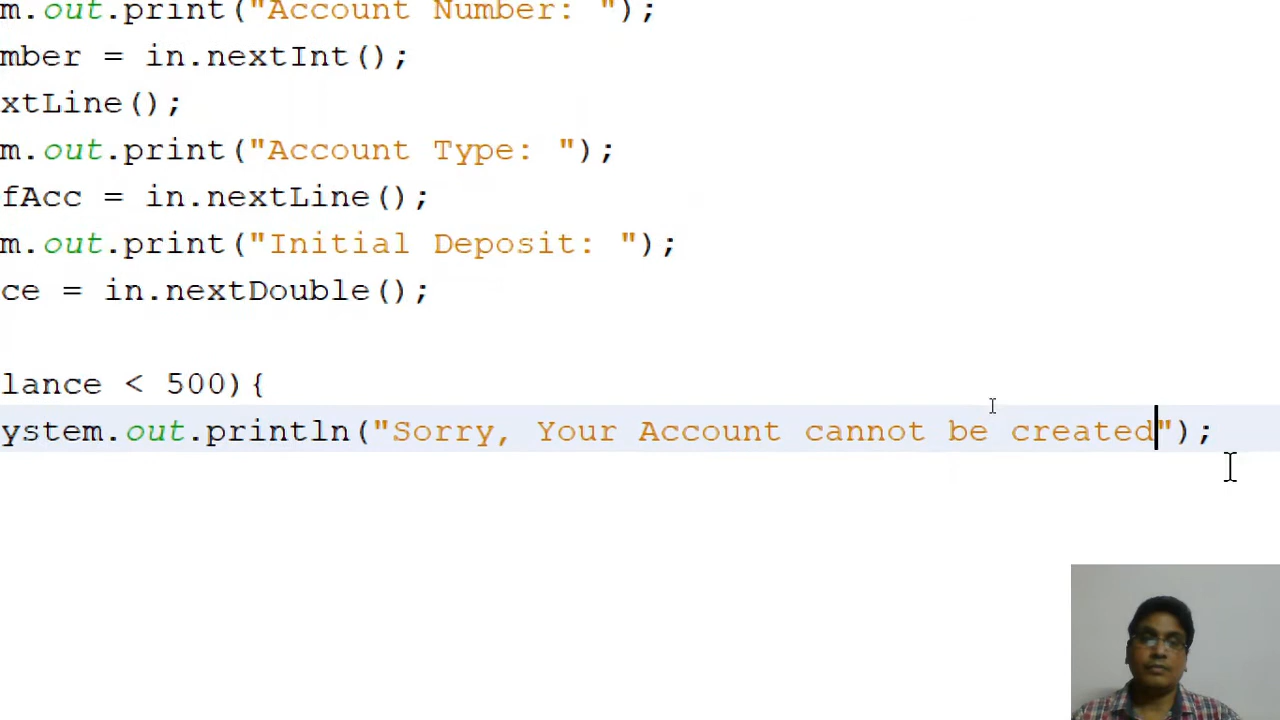 m.out.print("Account Number: ");
mber = in.nextInt();
xtLine();
m.out.print("Account Type: ");
fAcc = in.nextLine();
m.out.print("Initial Deposit: ");
ce = in.nextDouble();
lance < 500){
ystem.out.println("Sorry, Your Account cannot be created");